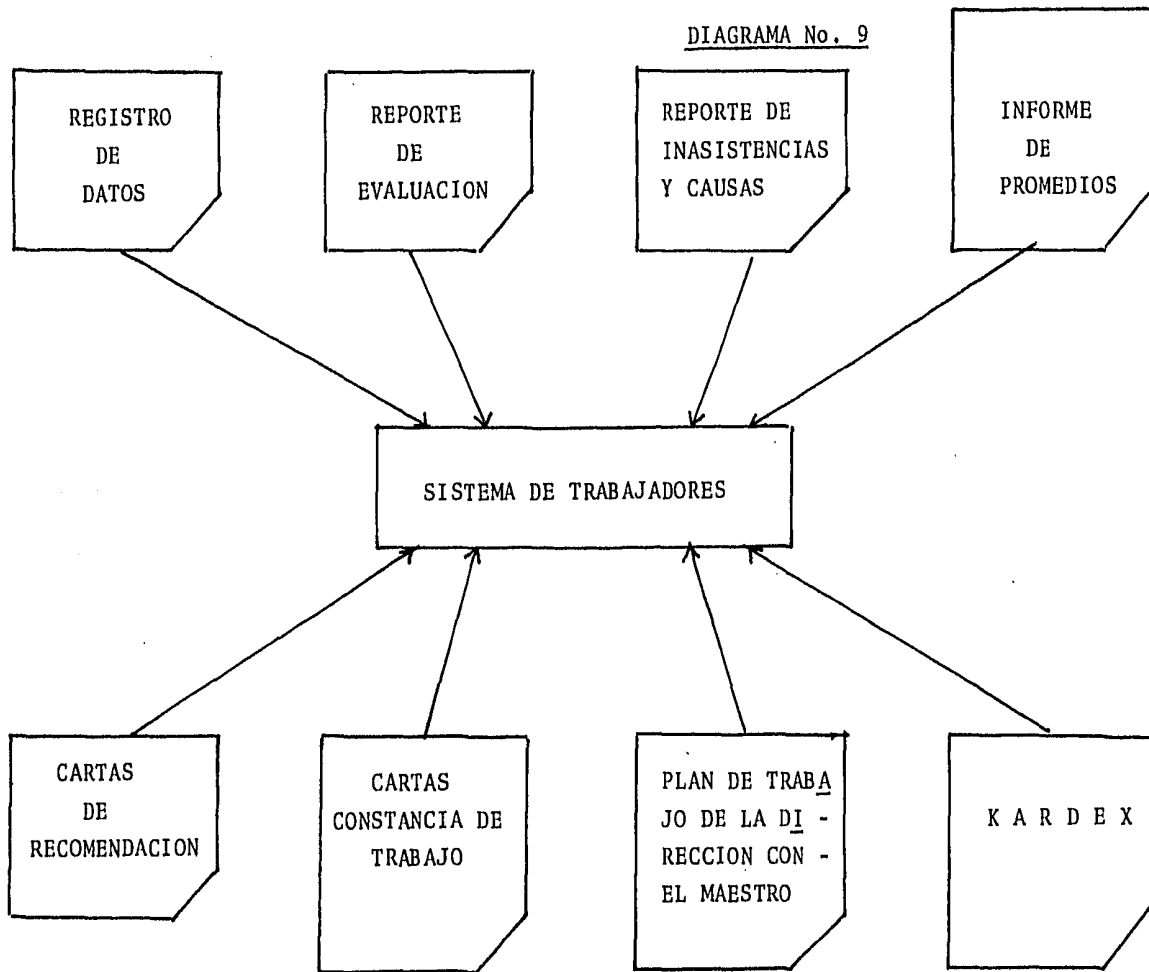 DIAGRAMA No. 9
REGISTRO
DE
DATOS
REPORTE
DE
EVALUACION
REPORTE DE
INASISTENCIAS
Y CAUSAS
INFORME
DE
PROMEDIOS
SISTEMA DE TRABAJADORES
CARTAS
DE
RECOMENDACION
CARTAS
CONSTANCIA DE
TRABAJO
PLAN DE TRABA
JO DE LA DI -
RECCION CON -
EL MAESTRO
K A R D E X